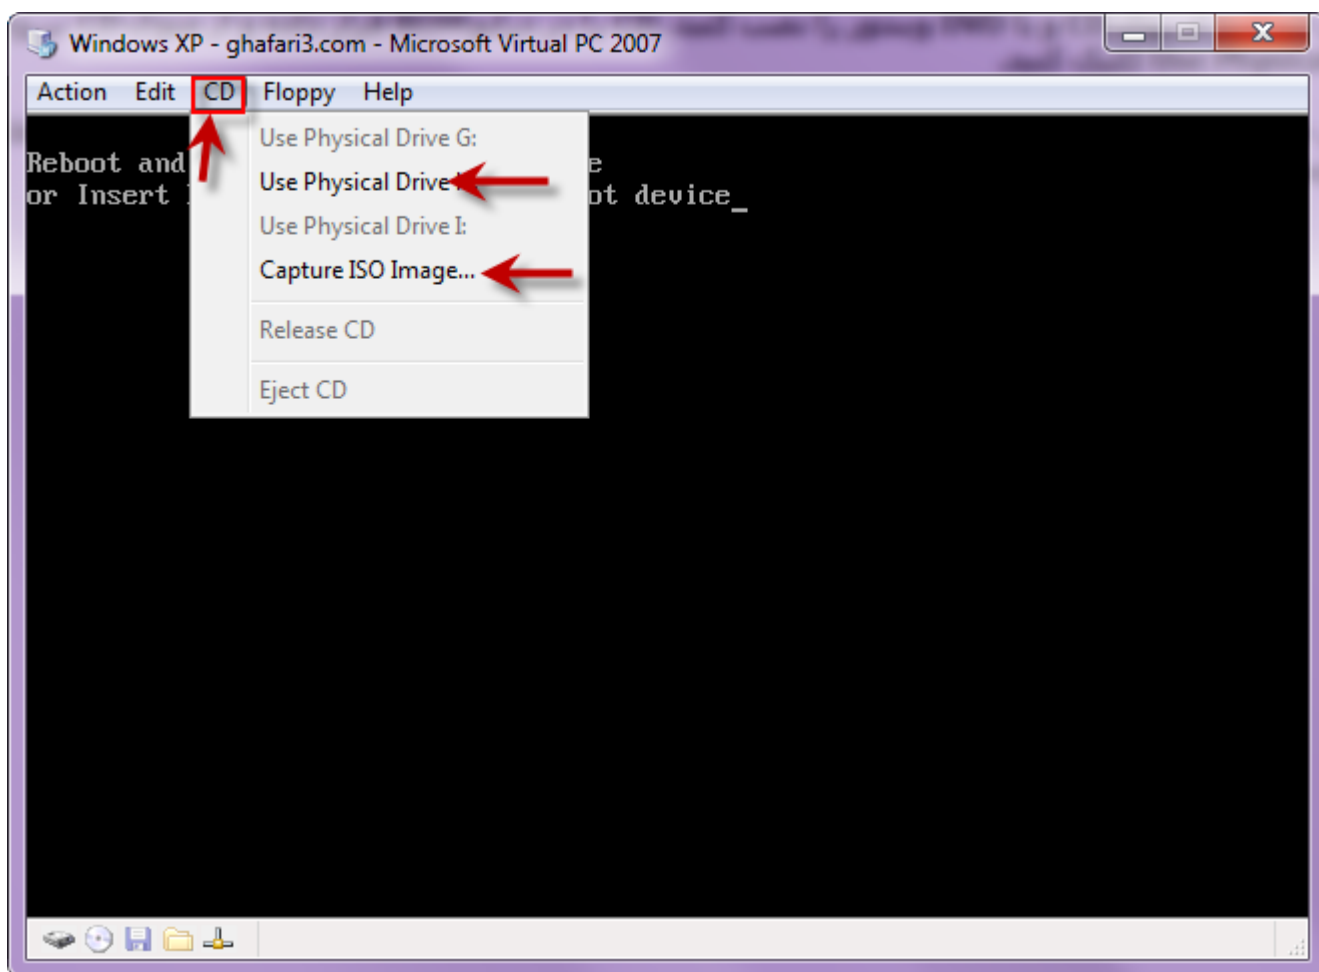 Windows XP - ghafari3.com - Microsoft Virtual PC 2007
Action Edit CD Floppy Help
Use Physical Drive G:
Use Physical Drive
Use Physical Drive I:
Capture ISO Image...
Release CD
Eject CD
Reboot and
or Insert ot device_